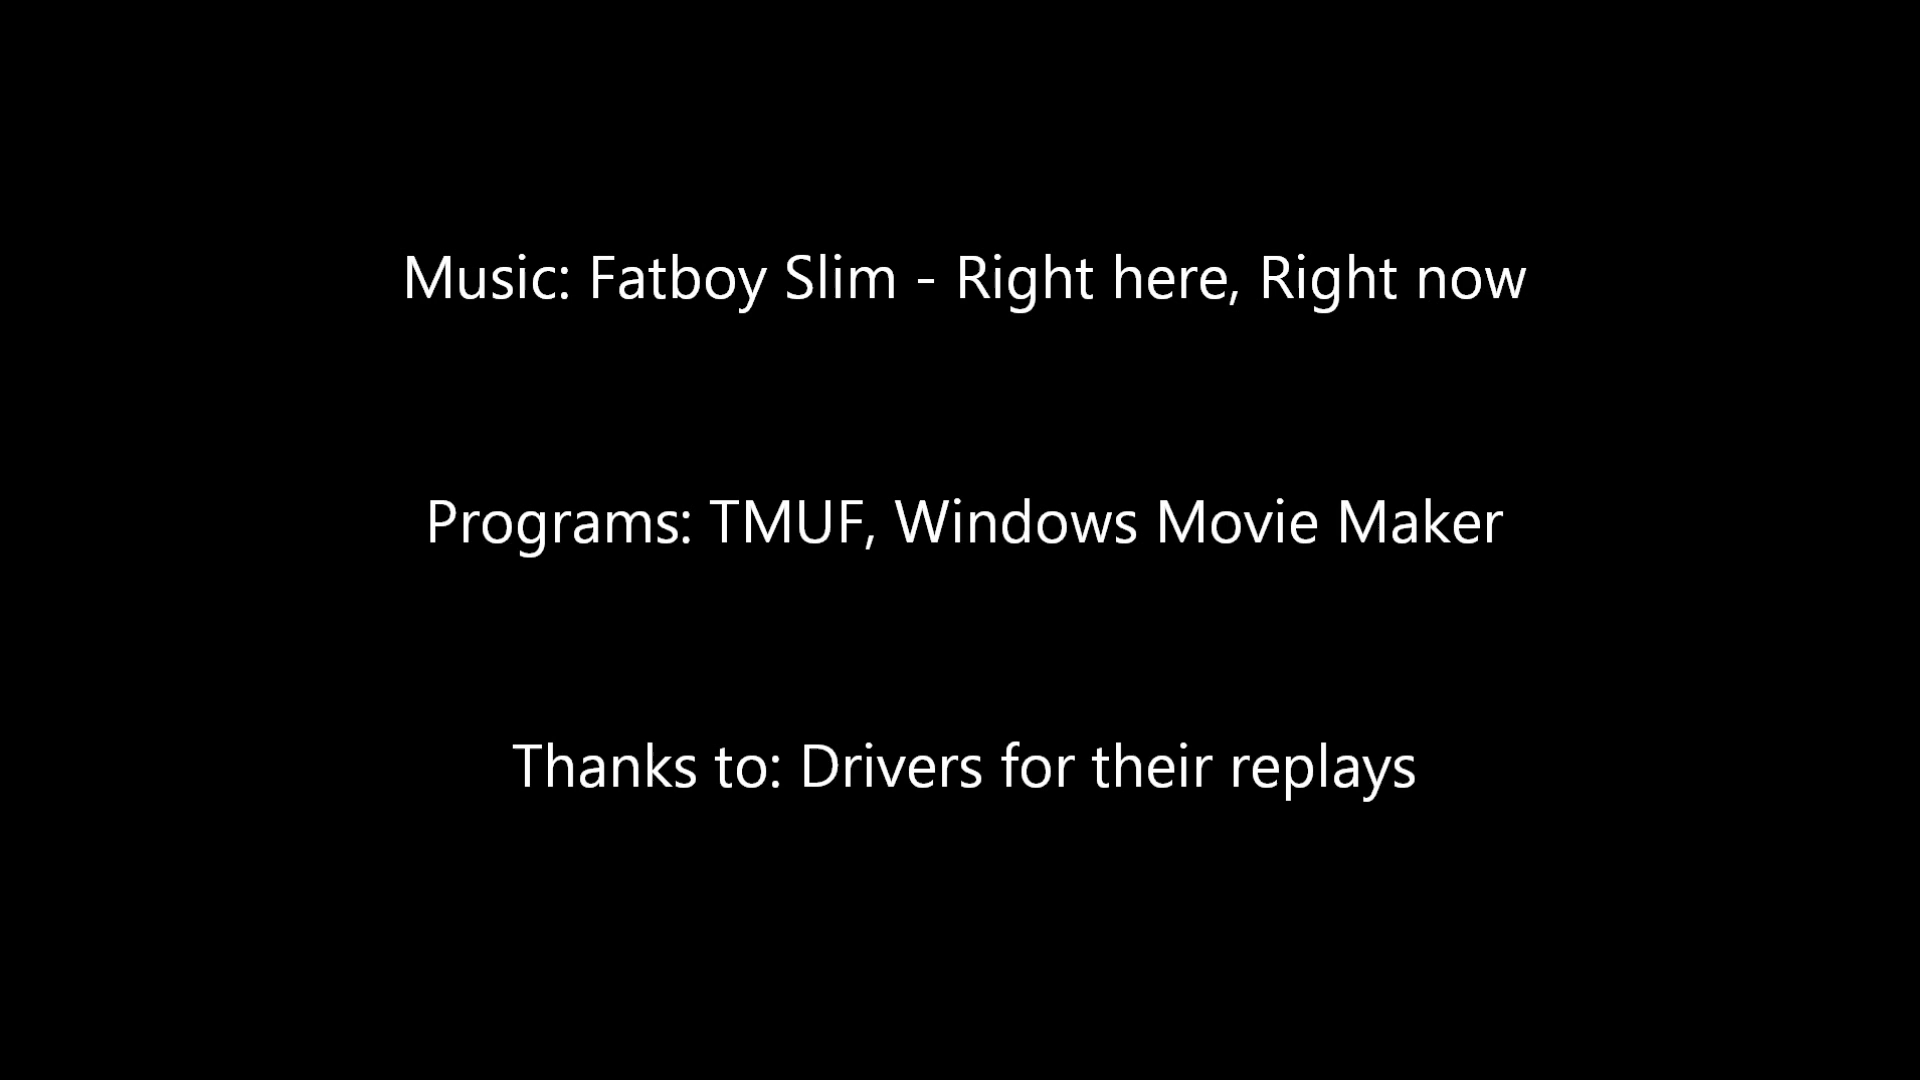 Music: Fatboy Slim - Right here, Right now
Programs: TMUF, Windows Movie Maker
Thanks to: Drivers for their replays